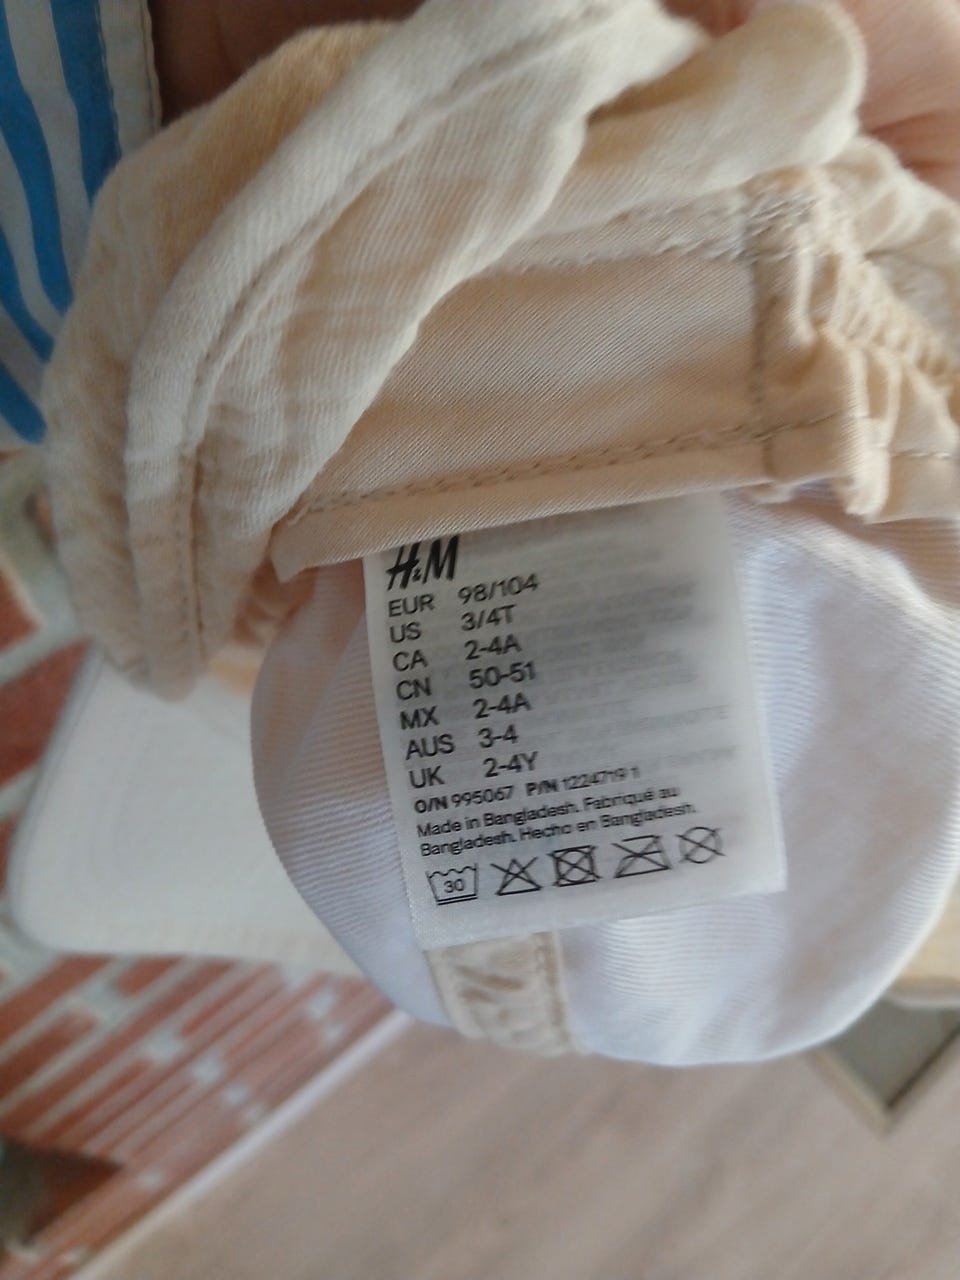 H&M
EUR 98/104
US 3/4T
CA 2-4A
CN 50-51
MX 2-4A
AUS 3-4
UK 2-4Y
O/N 995067 P/N 1224719 1
Made in Bangladesh. Fabriqué au
Bangladesh. Hecho en Bangladesh.
30